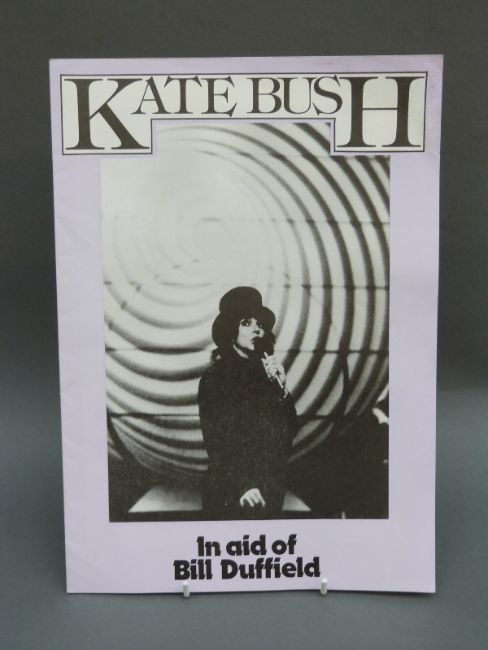 KATE BUSH
In aid of
Bill Duffield